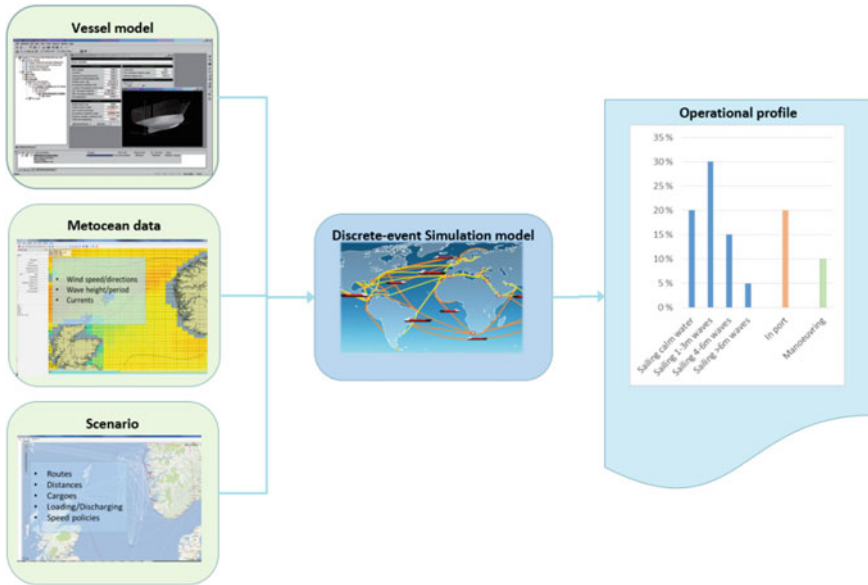 Vessel model
Metocean data
• Wind speed/directions
• Wave height/period
• Currents
Scenario
• Routes
• Distances
• Cargoes
• Loading/Discharging
• Speed policies
Discrete-event Simulation model
Operational profile
35 %
30 %
25 %
20 %
15 %
10 %
5 %
0 %
Sailing calm water
Sailing 1-3m waves
Sailing 4-6m waves
Sailing >6m waves
In port
Manoeuvring